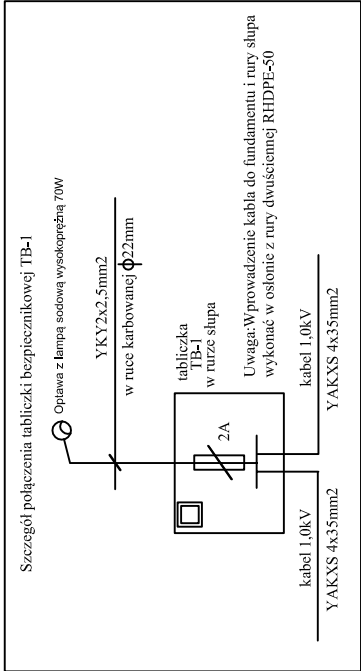 Szczegół połączenia tabliczki bezpiecznikowej TB-1
Optawa z lampą sodową wysokoprężną 70W
YKY2x2,5mm2
w ruce karbowanej ϕ22mm
tabliczka
TB-1
w rurze słupa
2A
Uwaga:Wprowadzenie kabla do fundamentu i rury słupa
wykonać w osłonie z rury dwuściennej RHDPE-50
kabel 1,0kV
YAKXS 4x35mm2
kabel 1,0kV
YAKXS 4x35mm2